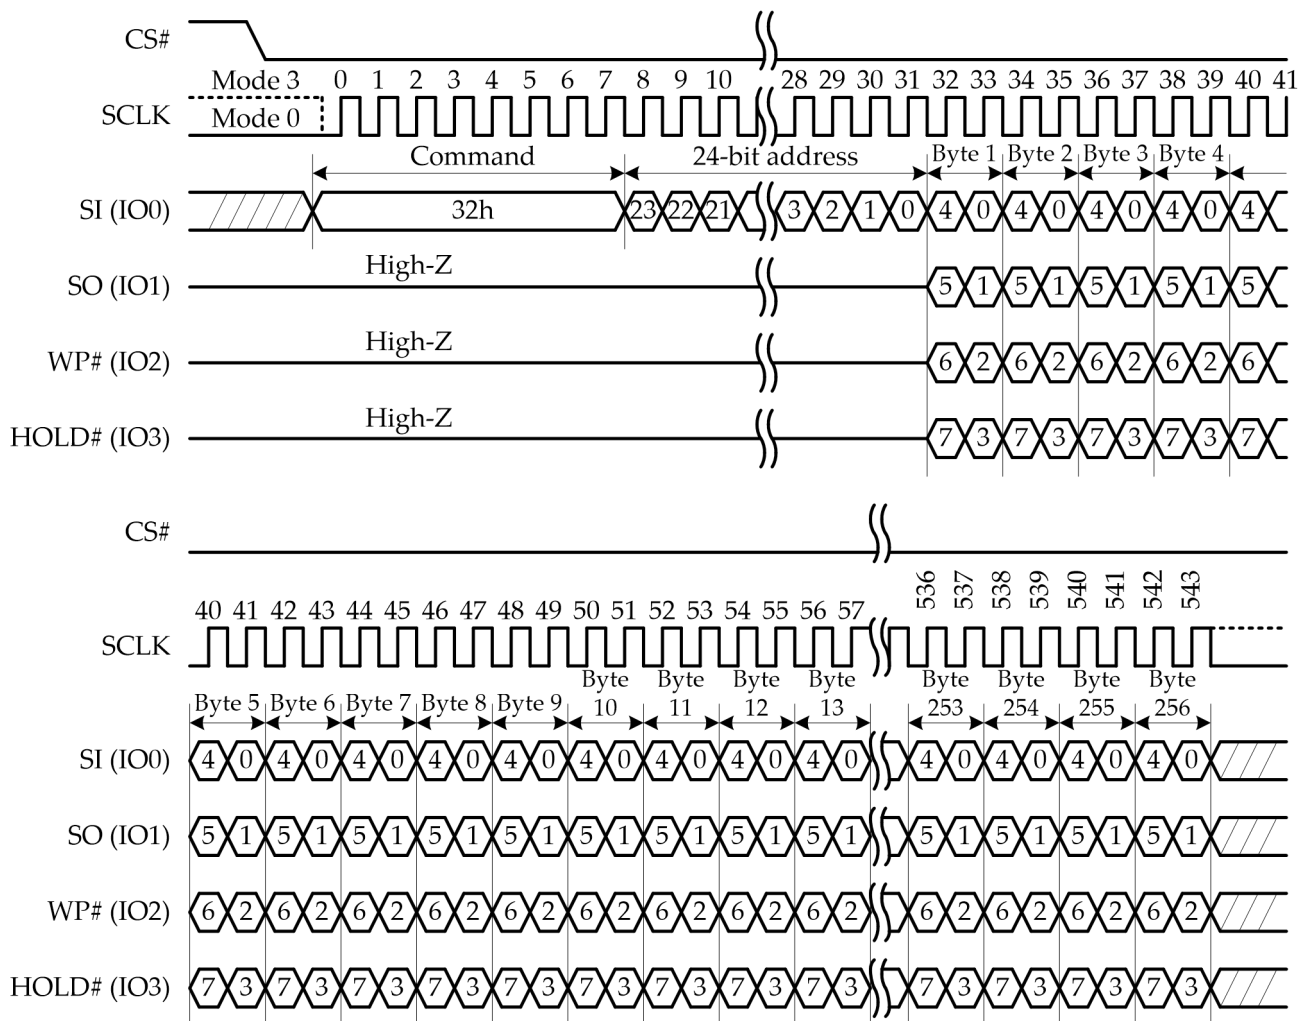 CS#
Mode 3 0 1 2 3 4 5 6 7 8 9 10 28 29 30 31 32 33 34 35 36 37 38 39 40 41
SCLK Mode 0
Command 24-bit address Byte 1 Byte 2 Byte 3 Byte 4
SI (IO0) 32h 23 22 21 3 2 1 0 4 0 4 0 4 0 4 0 4
High-Z
SO (IO1) 5 1 5 1 5 1 5 1 5
High-Z
WP# (IO2) 6 2 6 2 6 2 6 2 6
High-Z
HOLD# (IO3) 7 3 7 3 7 3 7 3 7
CS#
536 537 538 539 540 541 542 543
40 41 42 43 44 45 46 47 48 49 50 51 52 53 54 55 56 57
SCLK
Byte 5 Byte 6 Byte 7 Byte 8 Byte 9 Byte 10 Byte 11 Byte 12 Byte 13 Byte 253 Byte 254 Byte 255 Byte 256
SI (IO0) 4 0 4 0 4 0 4 0 4 0 4 0 4 0 4 0 4 0 4 0 4 0 4 0 4 0
SO (IO1) 5 1 5 1 5 1 5 1 5 1 5 1 5 1 5 1 5 1 5 1 5 1 5 1 5 1
WP# (IO2) 6 2 6 2 6 2 6 2 6 2 6 2 6 2 6 2 6 2 6 2 6 2 6 2 6 2
HOLD# (IO3) 7 3 7 3 7 3 7 3 7 3 7 3 7 3 7 3 7 3 7 3 7 3 7 3 7 3